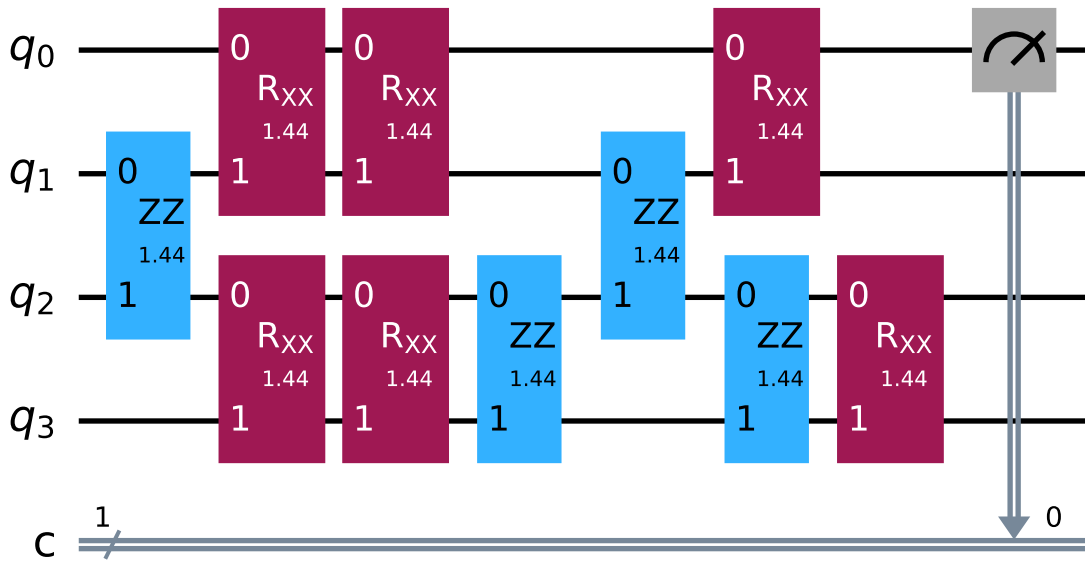 q0 0 0 0
RXX RXX RXX
1.44 1.44 1.44
q1 0 1 1 0 1
ZZ ZZ
1.44 1.44
q2 1 0 0 0 1 0 0
RXX RXX ZZ ZZ RXX
1.44 1.44 1.44 1.44 1.44
q3 1 1 1 1 1
1 0
c